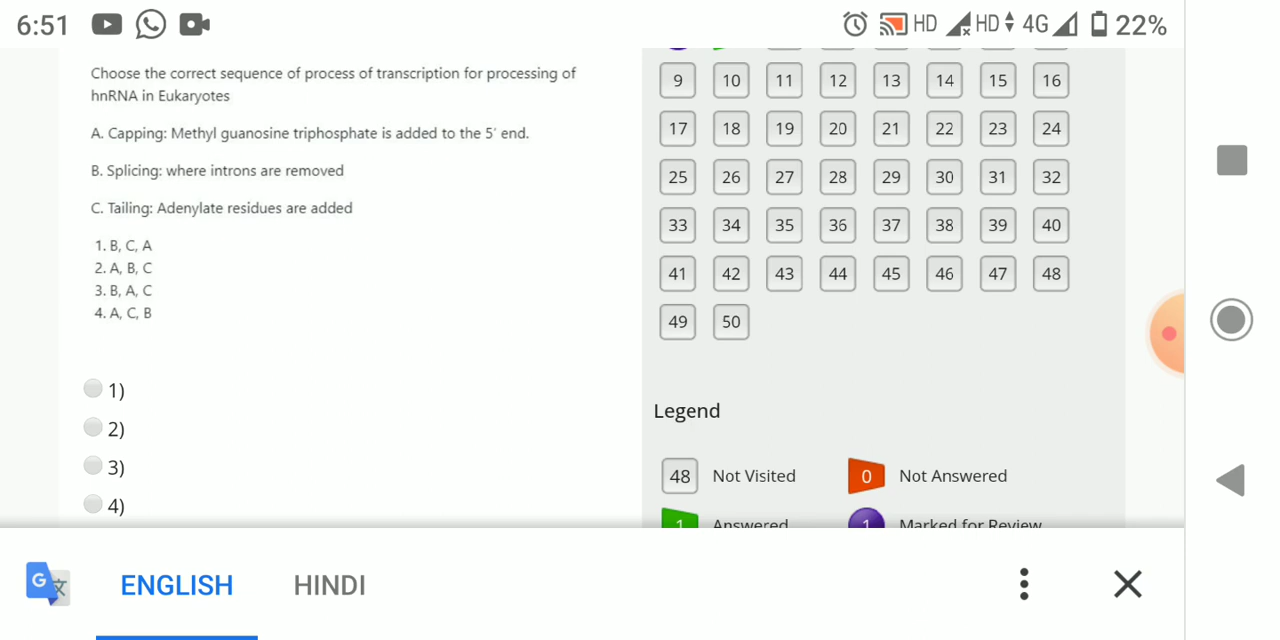 6:51 HD HD 4G 22%
Choose the correct sequence of process of transcription for processing of
hnRNA in Eukaryotes
A. Capping: Methyl guanosine triphosphate is added to the 5' end.
B. Splicing: where introns are removed
C. Tailing: Adenylate residues are added
1. B, C, A
2. A, B, C
3. B, A, C
4. A, C, B
1)
2)
3)
4)
9 10 11 12 13 14 15 16
17 18 19 20 21 22 23 24
25 26 27 28 29 30 31 32
33 34 35 36 37 38 39 40
41 42 43 44 45 46 47 48
49 50
Legend
48 Not Visited 0 Not Answered
1 Answered 1 Marked for Review
G 文 ENGLISH HINDI